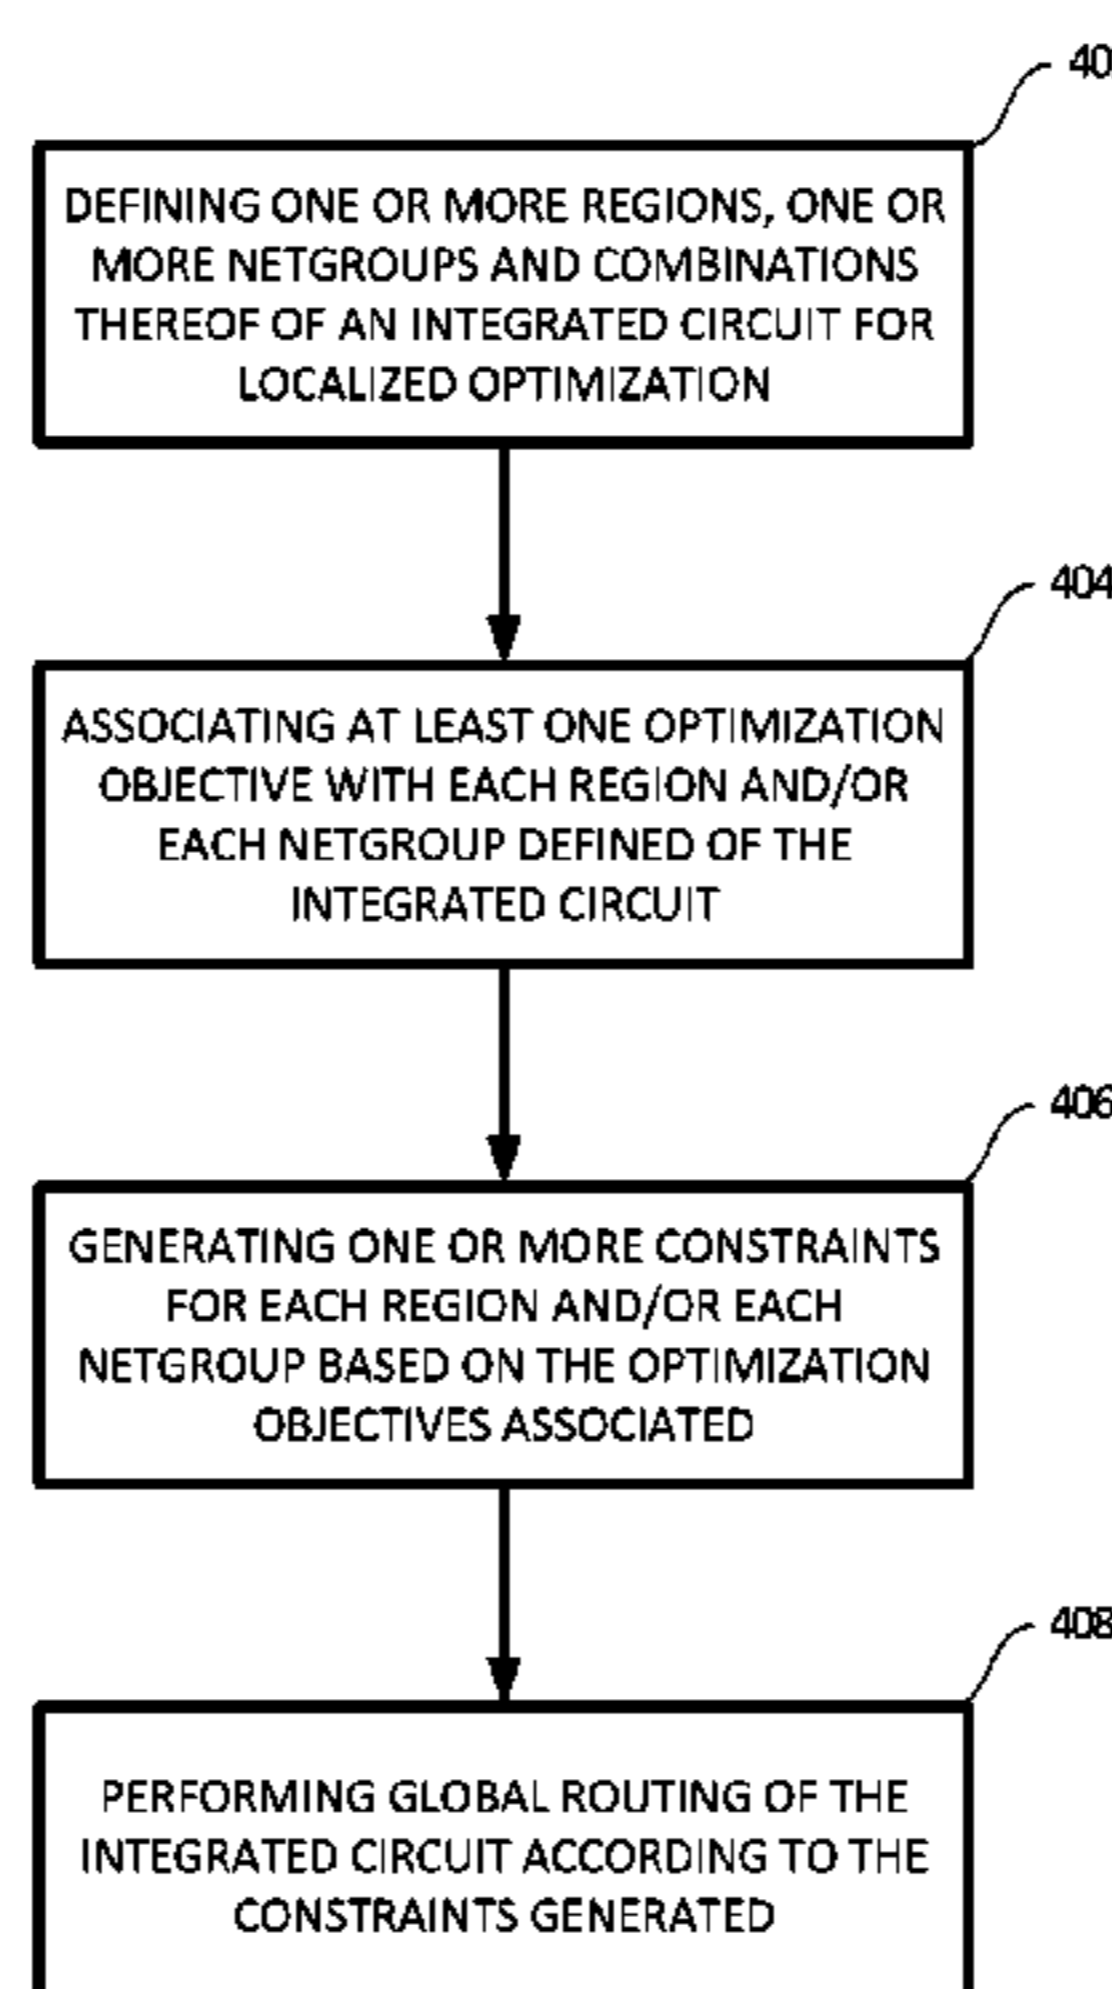 40
DEFINING ONE OR MORE REGIONS, ONE OR
MORE NETGROUPS AND COMBINATIONS
THEREOF OF AN INTEGRATED CIRCUIT FOR
LOCALIZED OPTIMIZATION
404
ASSOCIATING AT LEAST ONE OPTIMIZATION
OBJECTIVE WITH EACH REGION AND/OR
EACH NETGROUP DEFINED OF THE
INTEGRATED CIRCUIT
406
GENERATING ONE OR MORE CONSTRAINTS
FOR EACH REGION AND/OR EACH
NETGROUP BASED ON THE OPTIMIZATION
OBJECTIVES ASSOCIATED
408
PERFORMING GLOBAL ROUTING OF THE
INTEGRATED CIRCUIT ACCORDING TO THE
CONSTRAINTS GENERATED